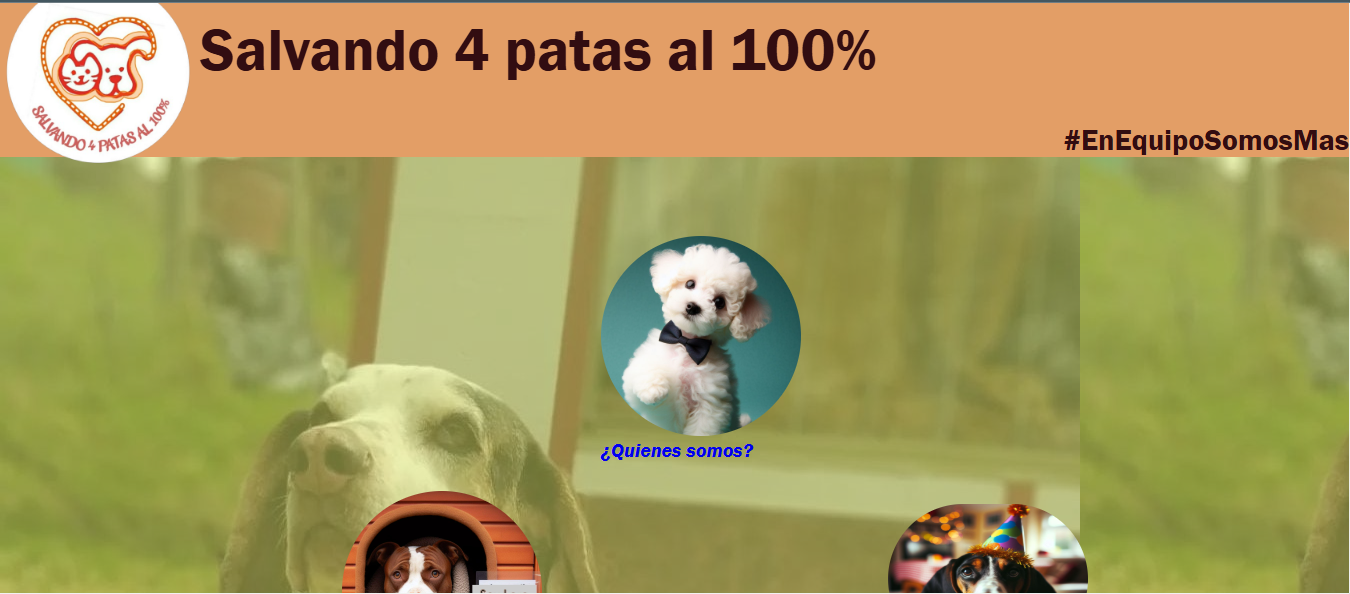 Salvando 4 patas al 100%
SALVANDO 4 PATAS AL 100%
#EnEquipoSomosMas
¿Quienes somos?